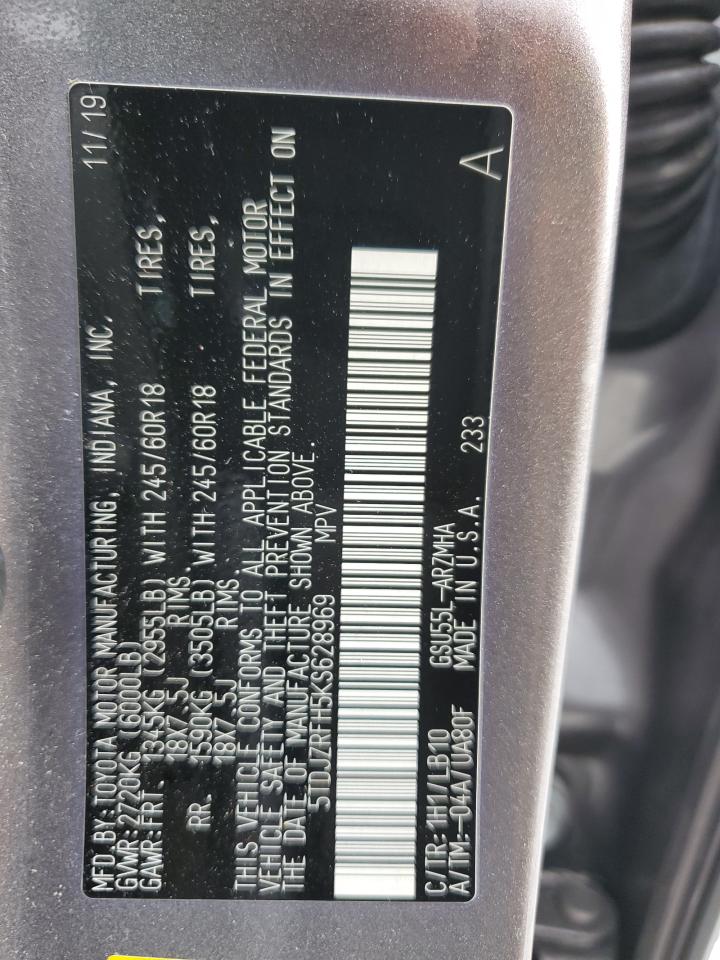 MFD.BY:TOYOTA MOTOR MANUFACTURING, INDIANA, INC. 11/19
GVWR:2720KG (6000LB)
GAWR:FRT. 1345KG (2955LB) WITH 245/60R18 TIRES,
18X7.5J RIMS
RR. 1590KG (3505LB) WITH 245/60R18 TIRES,
18X7.5J RIMS
THIS VEHICLE CONFORMS TO ALL APPLICABLE FEDERAL MOTOR
VEHICLE SAFETY AND THEFT PREVENTION STANDARDS IN EFFECT ON
THE DATE OF MANUFACTURE SHOWN ABOVE.
5TDJZRFH5KS628969 MPV
C/TR:1H1/LB10 GSU55L-ARZMHA
A/TM:-04A/UA80F MADE IN U.S.A. 233
A